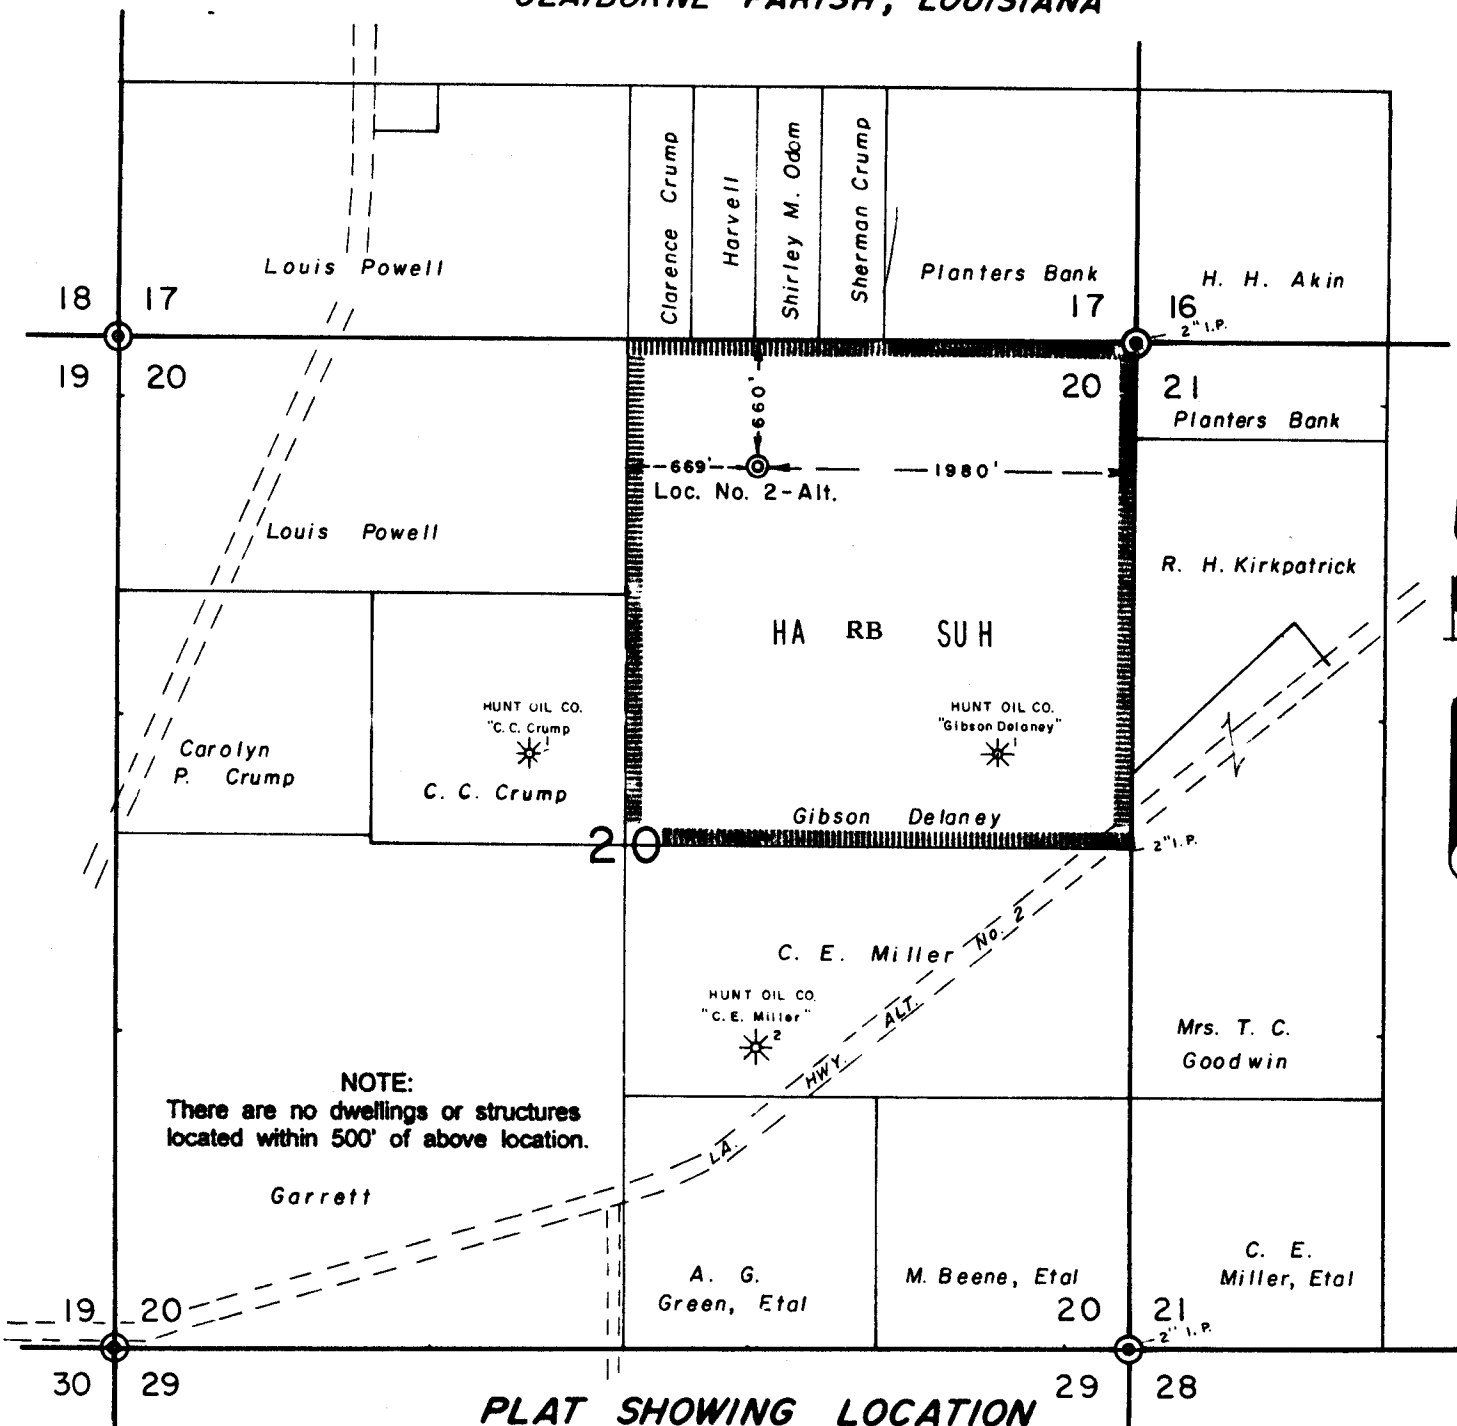 CLAIBORNE PARISH, LOUISIANA
Clarence Crump
Harvell
Shirley M. Odom
Sherman Crump
Louis Powell
Planters Bank
H. H. Akin
18 17
17 16
2" I.P.
19 20
20 21
660'
Planters Bank
669'
1980'
Loc. No. 2-Alt.
Louis Powell
R. H. Kirkpatrick
HA RB SU H
HUNT OIL CO.
"C. C. Crump
1
HUNT OIL CO.
"Gibson Delaney"
1
Carolyn
P. Crump
C. C. Crump
Gibson Delaney
20
2" I.P.
C. E. Miller
LA. HWY. ALT. No. 2
HUNT OIL CO.
"C. E. Miller"
2
Mrs. T. C.
Goodwin
NOTE:
There are no dwellings or structures
located within 500' of above location.
Garrett
A. G.
Green, Etal
M. Beene, Etal
C. E.
Miller, Etal
19 20
20 21
2" I.P.
30 29
29 28
PLAT SHOWING LOCATION